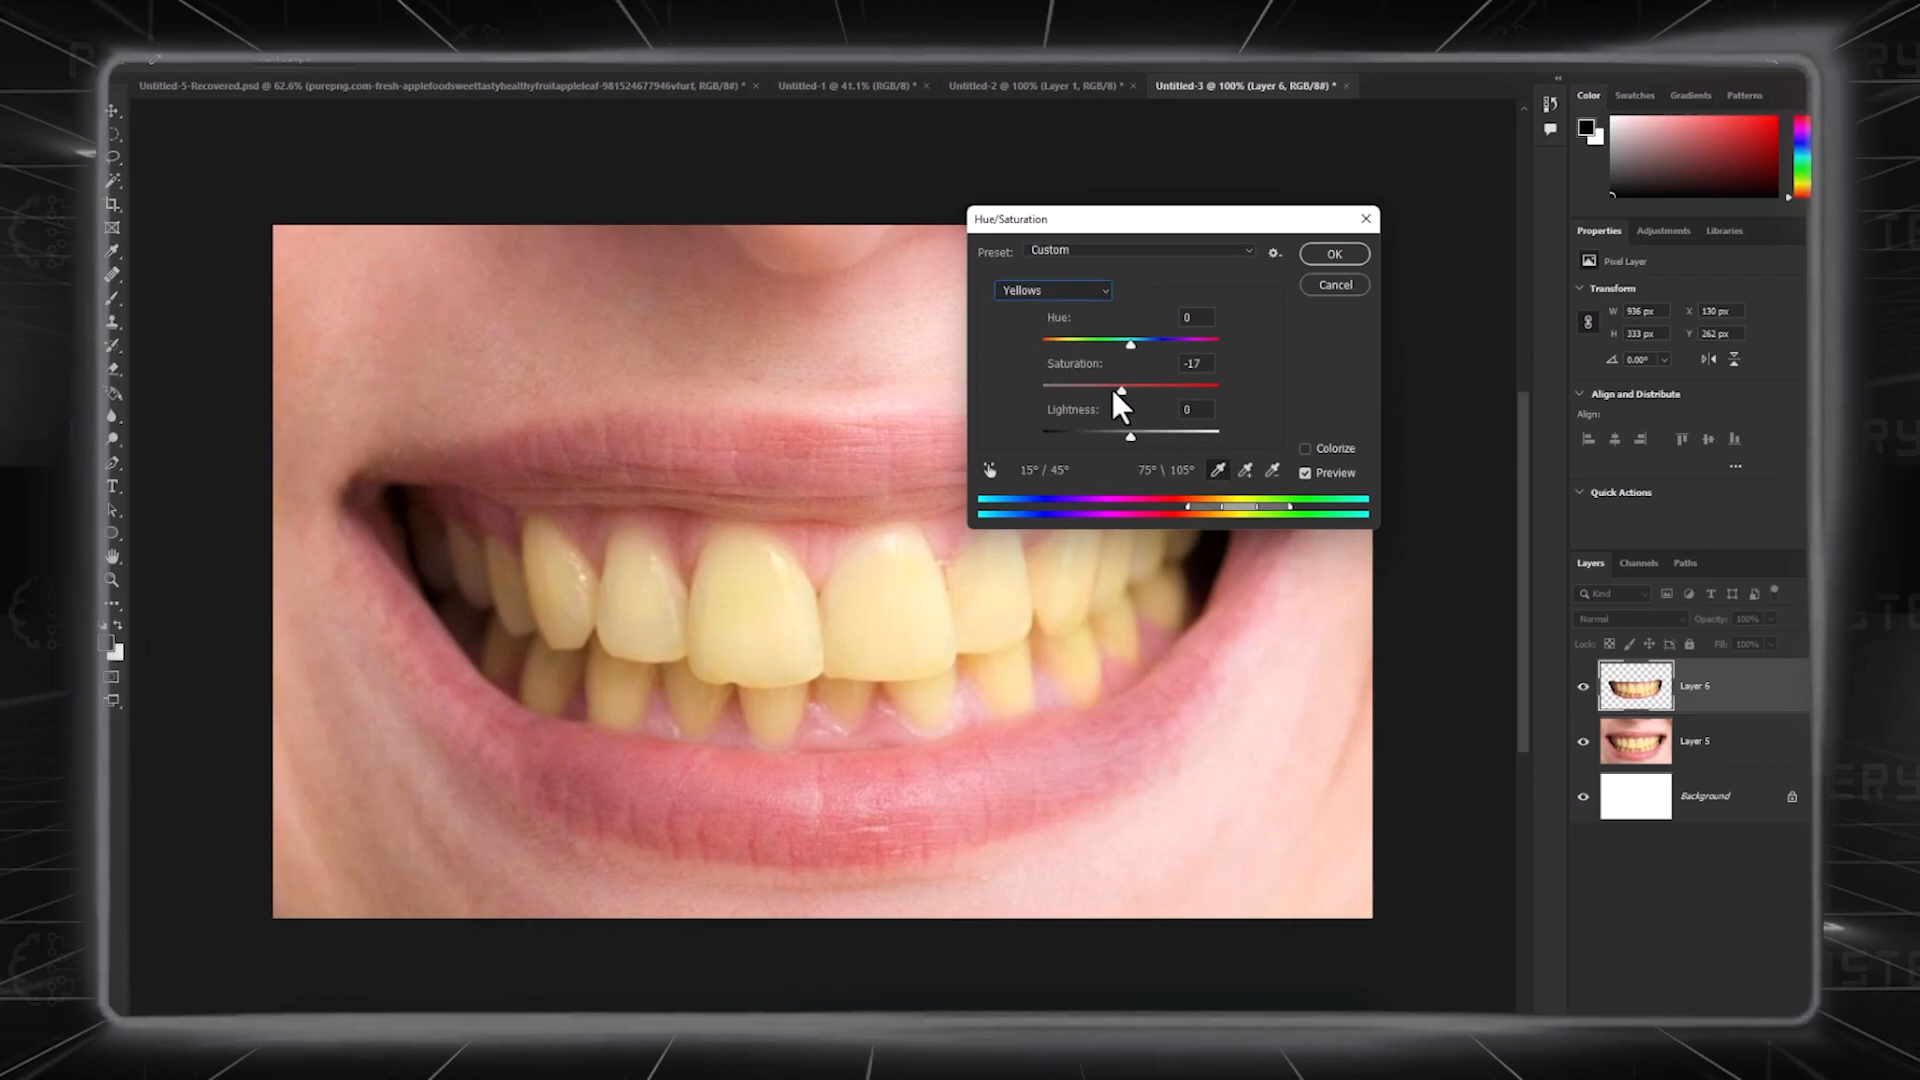 Untitled-5-Recovered.psd @ 62.6% (purepng.com-fresh-applefoodsweettastyhealthyfruitappleleaf-981524677946vfurf, RGB/8#) * ×
Untitled-1 @ 41.1% (RGB/8) * ×
Untitled-2 @ 100% (Layer 1, RGB/8) * ×
Untitled-3 @ 100% (Layer 6, RGB/8#) * ×
Color Swatches Gradients Patterns
Hue/Saturation
Preset: Custom
OK
Yellows
Cancel
Hue: 0
Saturation: -17
Lightness: 0
Colorize
15° / 45° 75° \ 105°
Preview
Properties Adjustments Libraries
Pixel Layer
Transform
W 936 px X 130 px
H 333 px Y 262 px
0.00°
Align and Distribute
Align:
Quick Actions
Layers Channels Paths
Kind
Normal Opacity: 100%
Lock: Fill: 100%
Layer 6
Layer 5
Background